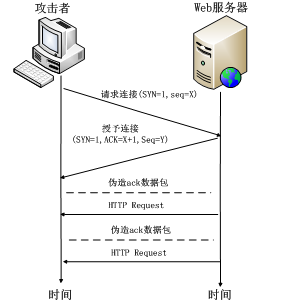 攻击者
Web服务器
请求连接(SYN=1,seq=X)
授予连接
(SYN=1,ACK=X+1,Seq=Y)
伪造ack数据包
HTTP Request
伪造ack数据包
HTTP Request
时间
时间